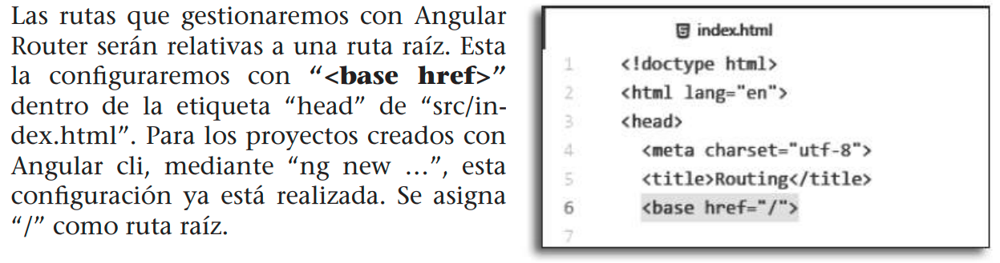 Las rutas que gestionaremos con Angular
Router serán relativas a una ruta raíz. Esta
la configuraremos con “<base href>”
dentro de la etiqueta “head” de “src/in-
dex.html”. Para los proyectos creados con
Angular cli, mediante “ng new …”, esta
configuración ya está realizada. Se asigna
“/” como ruta raíz.
index.html
1 <!doctype html>
2 <html lang="en">
3 <head>
4 <meta charset="utf-8">
5 <title>Routing</title>
6 <base href="/">
7